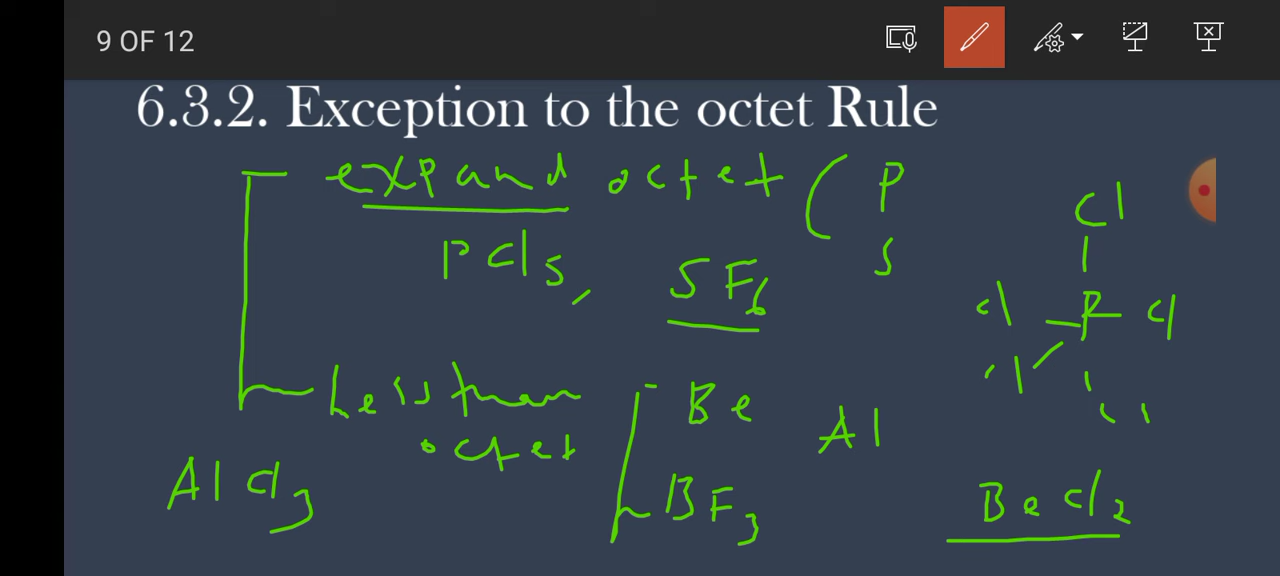 9 OF 12
6.3.2. Exception to the octet Rule
expand octet ( P
S
PCl5, SF6
Cl
Cl P Cl
Cl
Less than
octet
Be
Al
AlCl3
BF3
BeCl2